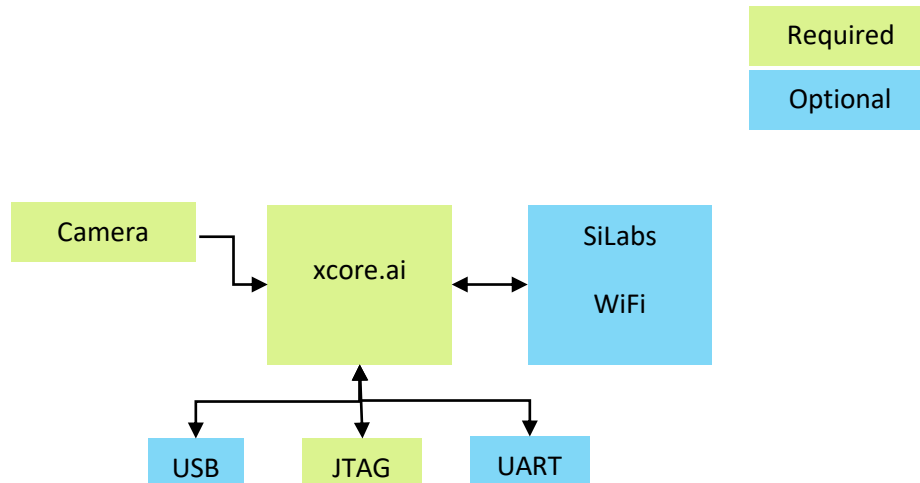 Required
Optional
Camera
xcore.ai
SiLabs
WiFi
USB
JTAG
UART